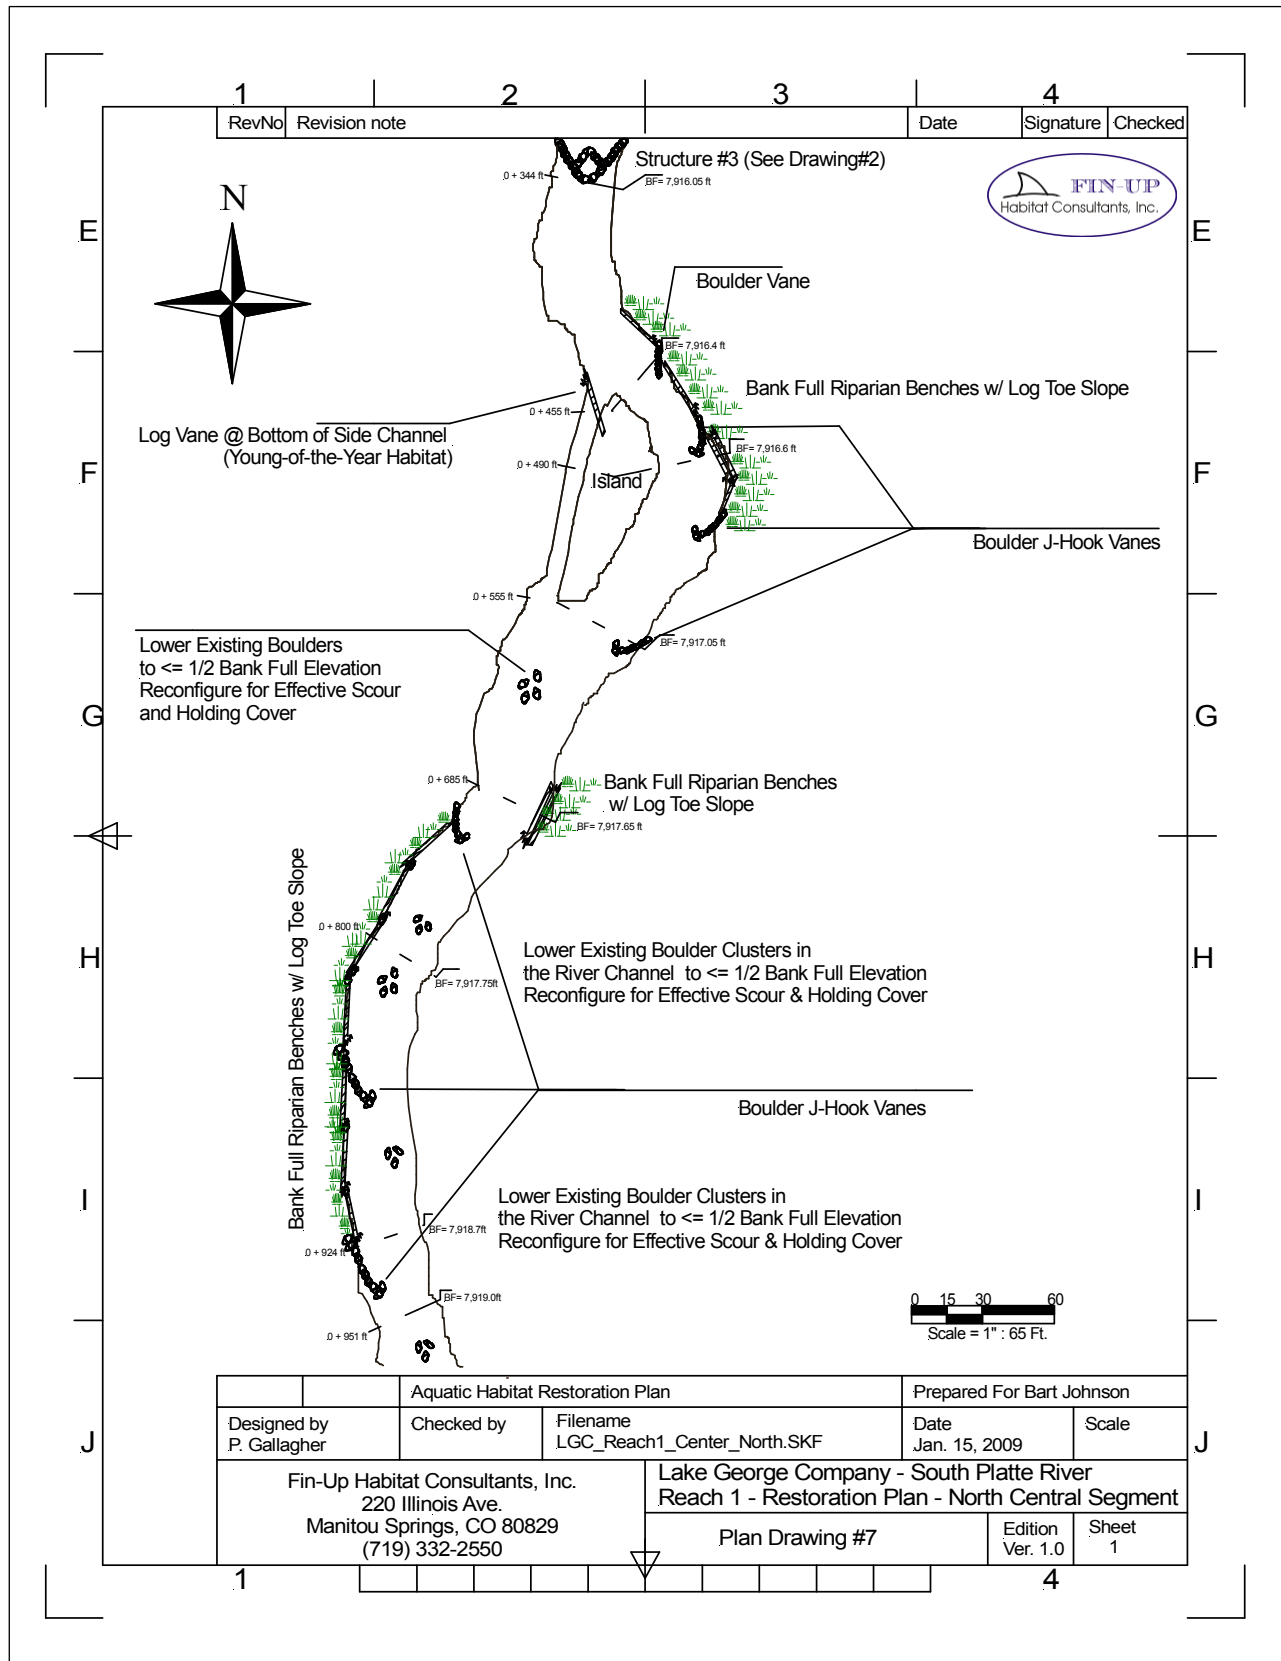 1 2 3 4
RevNo Revision note Date Signature Checked
Structure #3 (See Drawing#2)
0 + 344 ft
BF= 7,916.05 ft
FIN-UP
Habitat Consultants, Inc.
N
E E
Boulder Vane
BF= 7,916.4 ft
Bank Full Riparian Benches w/ Log Toe Slope
0 + 455 ft
Log Vane @ Bottom of Side Channel
(Young-of-the-Year Habitat)
BF= 7,916.6 ft
0 + 490 ft
F F
Island
Boulder J-Hook Vanes
0 + 555 ft
Lower Existing Boulders
to <= 1/2 Bank Full Elevation
Reconfigure for Effective Scour
and Holding Cover
BF= 7,917.05 ft
G G
0 + 685 ft
Bank Full Riparian Benches
w/ Log Toe Slope
BF= 7,917.65 ft
Bank Full Riparian Benches w/ Log Toe Slope
0 + 800 ft
H H
Lower Existing Boulder Clusters in
the River Channel to <= 1/2 Bank Full Elevation
Reconfigure for Effective Scour & Holding Cover
BF= 7,917.75ft
Boulder J-Hook Vanes
I I
Lower Existing Boulder Clusters in
the River Channel to <= 1/2 Bank Full Elevation
Reconfigure for Effective Scour & Holding Cover
BF= 7,918.7ft
0 + 924 ft
BF= 7,919.0ft
0 + 951 ft
0 15 30 60
Scale = 1" : 65 Ft.
Aquatic Habitat Restoration Plan Prepared For Bart Johnson
Designed by
P. Gallagher
Checked by
Filename
LGC_Reach1_Center_North.SKF
Date
Jan. 15, 2009
Scale
J J
Fin-Up Habitat Consultants, Inc.
220 Illinois Ave.
Manitou Springs, CO 80829
(719) 332-2550
Lake George Company - South Platte River
Reach 1 - Restoration Plan - North Central Segment
Plan Drawing #7
Edition
Ver. 1.0
Sheet
1
1 4